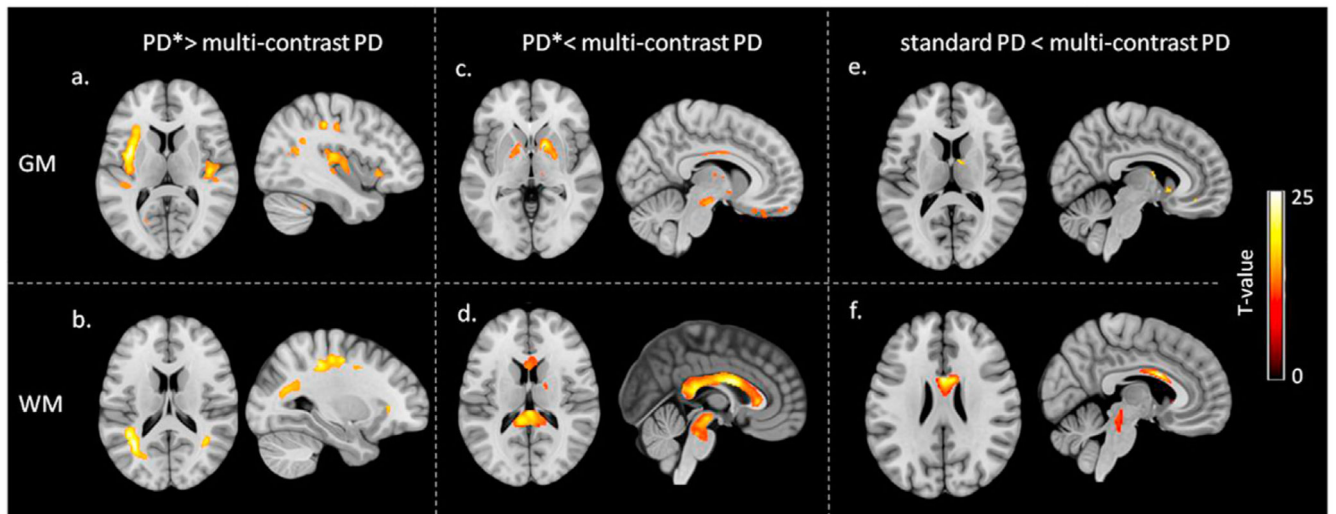 PD*> multi-contrast PD
PD*< multi-contrast PD
standard PD < multi-contrast PD
a.
c.
e.
GM
25
T-value
0
b.
d.
f.
WM